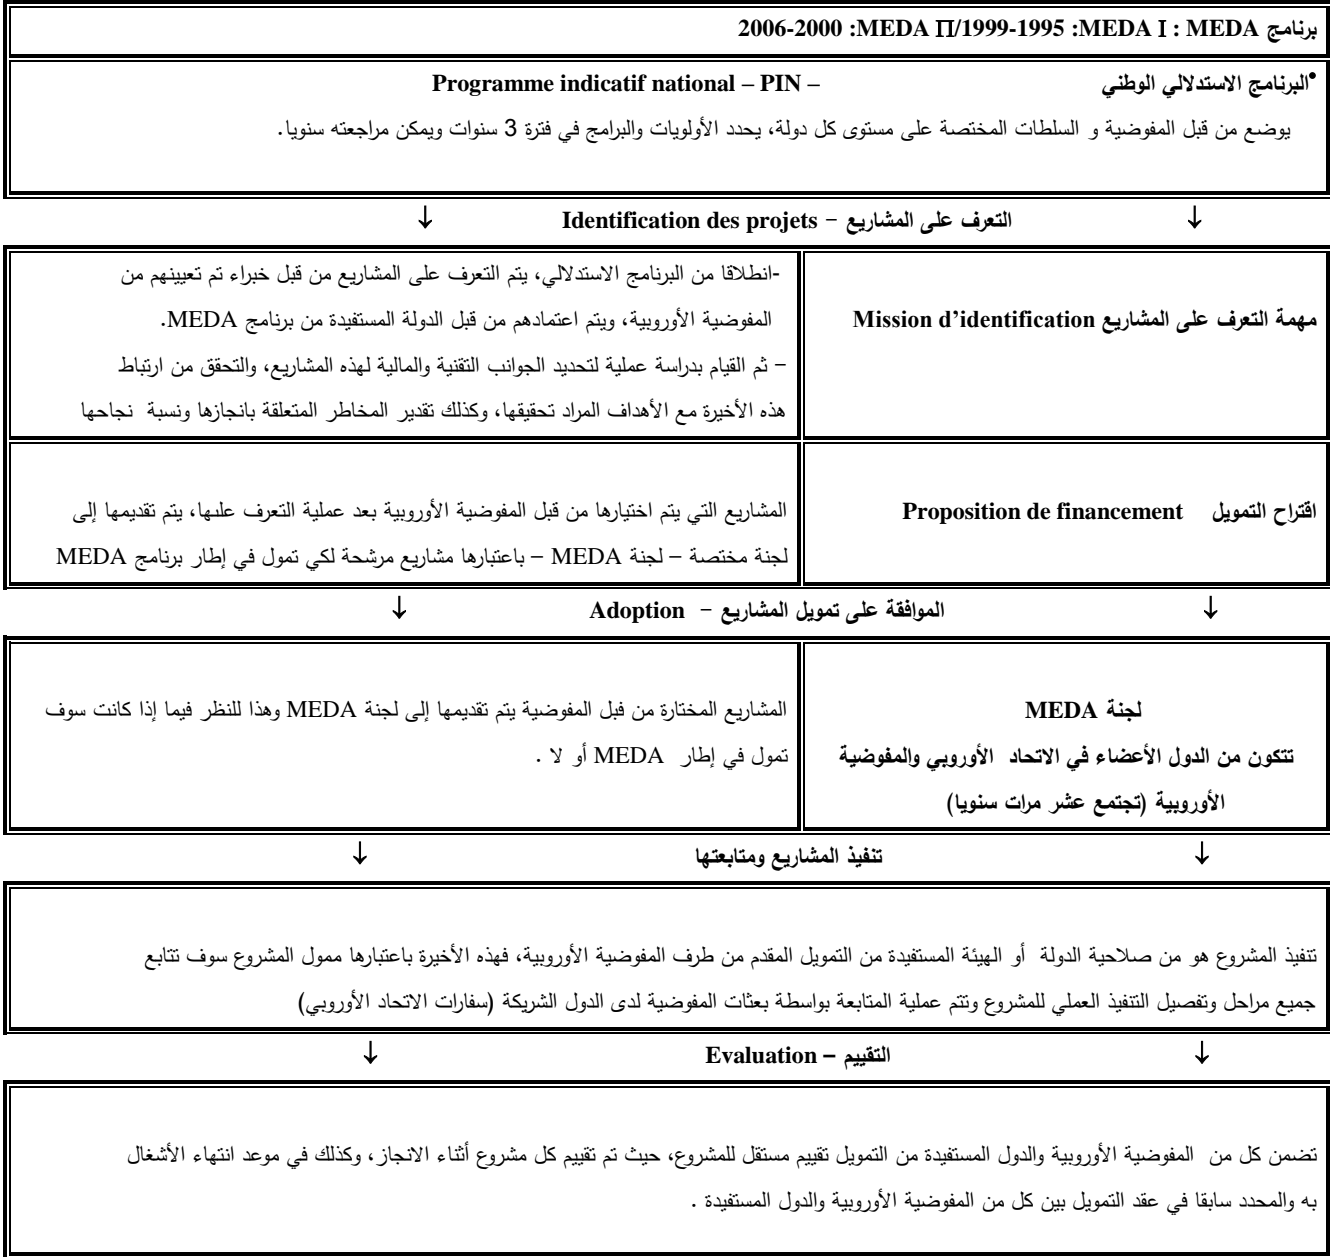 برنامج MEDA : MEDA I: 1995-1999/MEDA II: 2000-2006
•البرنامج الاستدلالي الوطني – Programme indicatif national – PIN
يوضع من قبل المفوضية و السلطات المختصة على مستوى كل دولة، يحدد الأولويات والبرامج في فترة 3 سنوات ويمكن مراجعته سنويا.
↓ التعرف على المشاريع – Identification des projets ↓
مهمة التعرف على المشاريع Mission d'identification
-انطلاقا من البرنامج الاستدلالي، يتم التعرف على المشاريع من قبل خبراء تم تعيينهم من
المفوضية الأوروبية، ويتم اعتمادهم من قبل الدولة المستفيدة من برنامج MEDA.
– ثم القيام بدراسة عملية لتحديد الجوانب التقنية والمالية لهذه المشاريع، والتحقق من ارتباط
هذه الأخيرة مع الأهداف المراد تحقيقها، وكذلك تقدير المخاطر المتعلقة بانجازها ونسبة نجاحها
اقتراح التمويل Proposition de financement
المشاريع التي يتم اختيارها من قبل المفوضية الأوروبية بعد عملية التعرف علىها، يتم تقديمها إلى
لجنة مختصة – لجنة MEDA – باعتبارها مشاريع مرشحة لكي تمول في إطار برنامج MEDA
↓ الموافقة على تمويل المشاريع – Adoption ↓
لجنة MEDA
تتكون من الدول الأعضاء في الاتحاد الأوروبي والمفوضية
الأوروبية (تجتمع عشر مرات سنويا)
المشاريع المختارة من فبل المفوضية يتم تقديمها إلى لجنة MEDA وهذا للنظر فيما إذا كانت سوف
تمول في إطار MEDA أو لا .
↓ تنفيذ المشاريع ومتابعتها ↓
تنفيذ المشروع هو من صلاحية الدولة أو الهيئة المستفيدة من التمويل المقدم من طرف المفوضية الأوروبية، فهذه الأخيرة باعتبارها ممول المشروع سوف تتابع
جميع مراحل وتفصيل التنفيذ العملي للمشروع وتتم عملية المتابعة بواسطة بعثات المفوضية لدى الدول الشريكة (سفارات الاتحاد الأوروبي)
↓ التقييم – Evaluation ↓
تضمن كل من المفوضية الأوروبية والدول المستفيدة من التمويل تقييم مستقل للمشروع، حيث تم تقييم كل مشروع أثناء الانجاز، وكذلك في موعد انتهاء الأشغال
به والمحدد سابقا في عقد التمويل بين كل من المفوضية الأوروبية والدول المستفيدة .